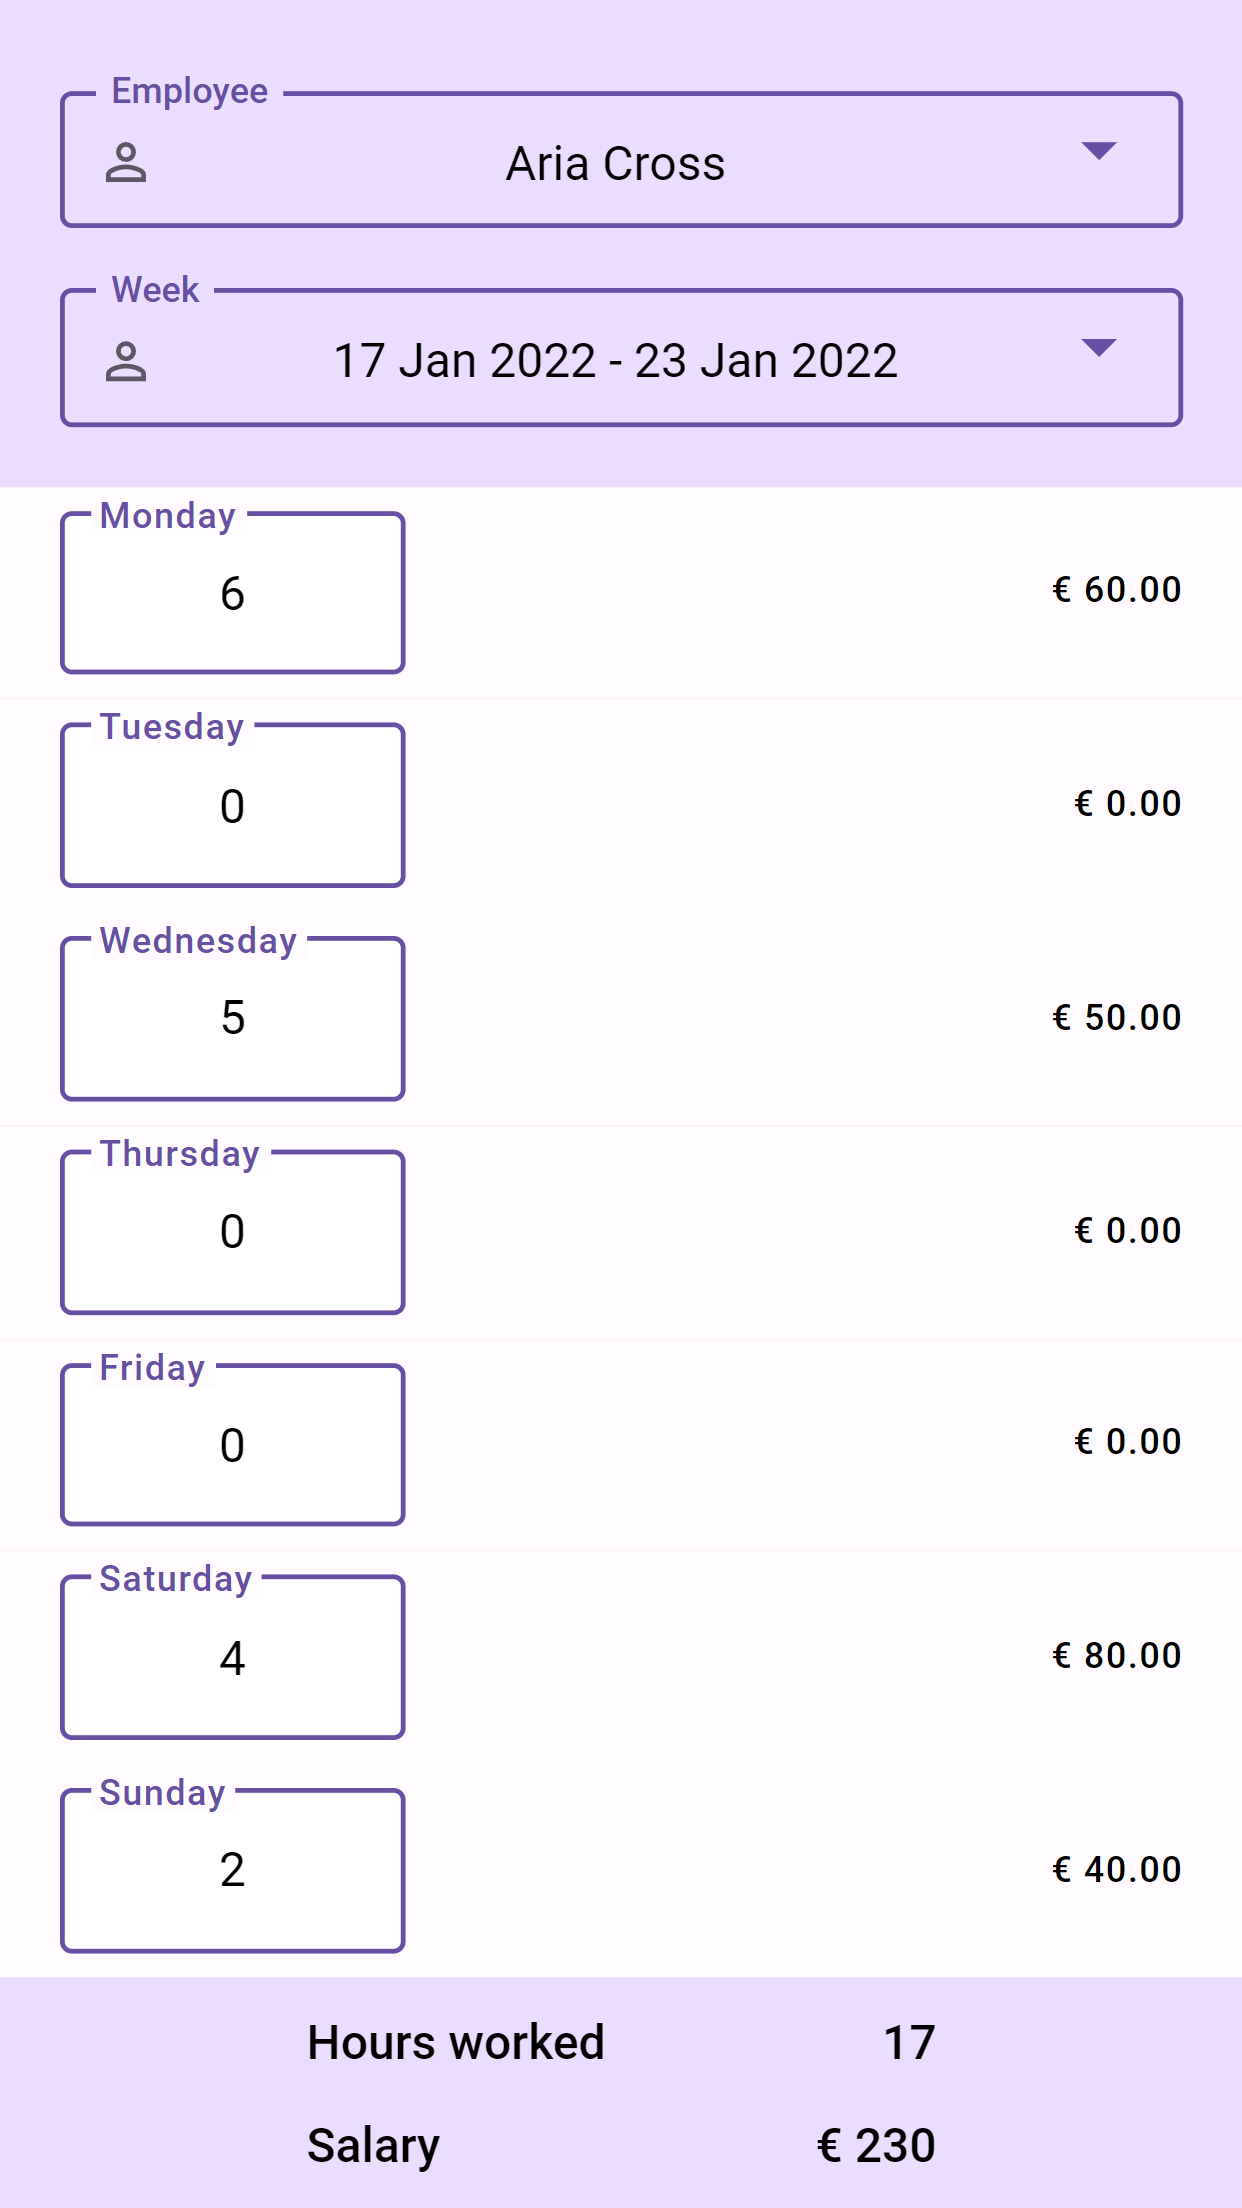 Employee
Aria Cross
Week
17 Jan 2022 - 23 Jan 2022
Monday
6
€ 60.00
Tuesday
0
€ 0.00
Wednesday
5
€ 50.00
Thursday
0
€ 0.00
Friday
0
€ 0.00
Saturday
4
€ 80.00
Sunday
2
€ 40.00
Hours worked 17
Salary € 230